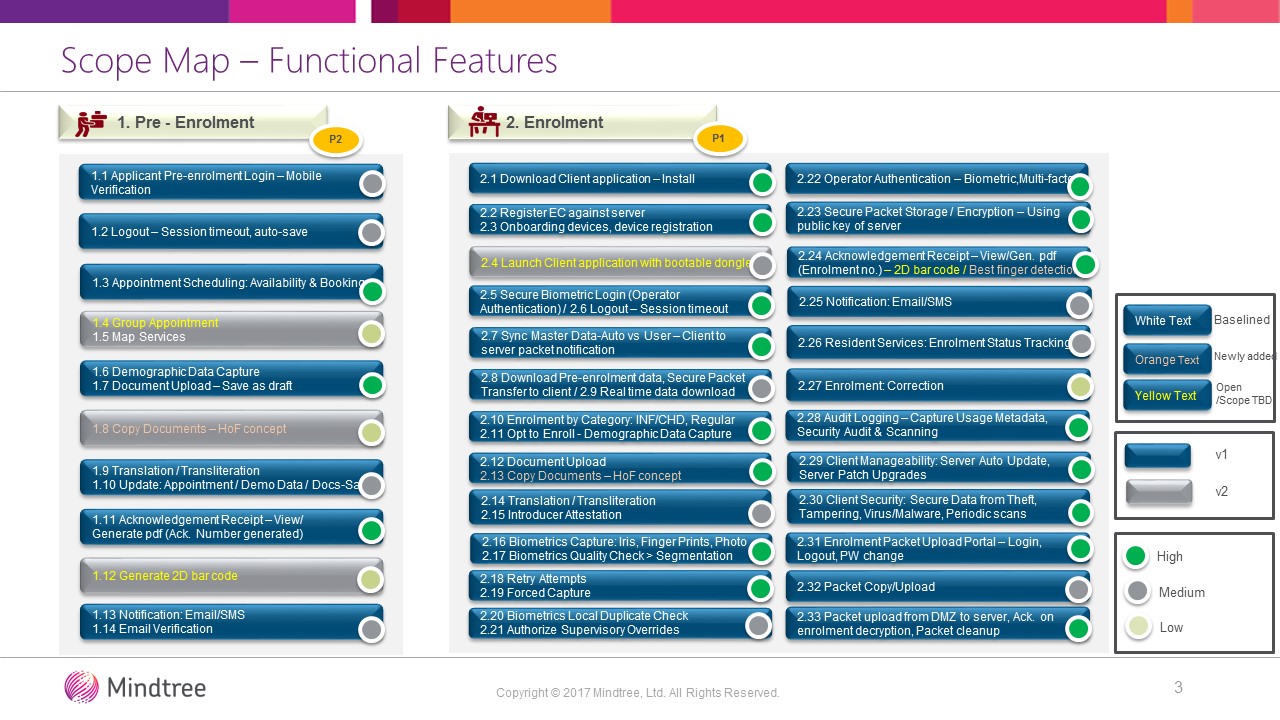 Scope Map – Functional Features
1. Pre - Enrolment
P2
1.1 Applicant Pre-enrolment Login – Mobile
Verification
1.2 Logout – Session timeout, auto-save
1.3 Appointment Scheduling: Availability & Booking
1.4 Group Appointment
1.5 Map Services
1.6 Demographic Data Capture
1.7 Document Upload – Save as draft
1.8 Copy Documents – HoF concept
1.9 Translation / Transliteration
1.10 Update: Appointment / Demo Data / Docs-Sa
1.11 Acknowledgement Receipt – View/
Generate pdf (Ack. Number generated)
1.12 Generate 2D bar code
1.13 Notification: Email/SMS
1.14 Email Verification
2. Enrolment
P1
2.1 Download Client application – Install
2.2 Register EC against server
2.3 Onboarding devices, device registration
2.4 Launch Client application with bootable dongle
2.5 Secure Biometric Login (Operator
Authentication) / 2.6 Logout – Session timeout
2.7 Sync Master Data-Auto vs User – Client to
server packet notification
2.8 Download Pre-enrolment data, Secure Packet
Transfer to client / 2.9 Real time data download
2.10 Enrolment by Category: INF/CHD, Regular
2.11 Opt to Enroll - Demographic Data Capture
2.12 Document Upload
2.13 Copy Documents – HoF concept
2.14 Translation / Transliteration
2.15 Introducer Attestation
2.16 Biometrics Capture: Iris, Finger Prints, Photo
2.17 Biometrics Quality Check > Segmentation
2.18 Retry Attempts
2.19 Forced Capture
2.20 Biometrics Local Duplicate Check
2.21 Authorize Supervisory Overrides
2.22 Operator Authentication – Biometric,Multi-facto
2.23 Secure Packet Storage / Encryption – Using
public key of server
2.24 Acknowledgement Receipt – View/Gen. pdf
(Enrolment no.) – 2D bar code / Best finger detectio
2.25 Notification: Email/SMS
2.26 Resident Services: Enrolment Status Tracking
2.27 Enrolment: Correction
2.28 Audit Logging – Capture Usage Metadata,
Security Audit & Scanning
2.29 Client Manageability: Server Auto Update,
Server Patch Upgrades
2.30 Client Security: Secure Data from Theft,
Tampering, Virus/Malware, Periodic scans
2.31 Enrolment Packet Upload Portal – Login,
Logout, PW change
2.32 Packet Copy/Upload
2.33 Packet upload from DMZ to server, Ack. on
enrolment decryption, Packet cleanup
White Text Baselined
Orange Text Newly added
Yellow Text Open
/Scope TBD
v1
v2
High
Medium
Low
Mindtree
Copyright © 2017 Mindtree, Ltd. All Rights Reserved.
3